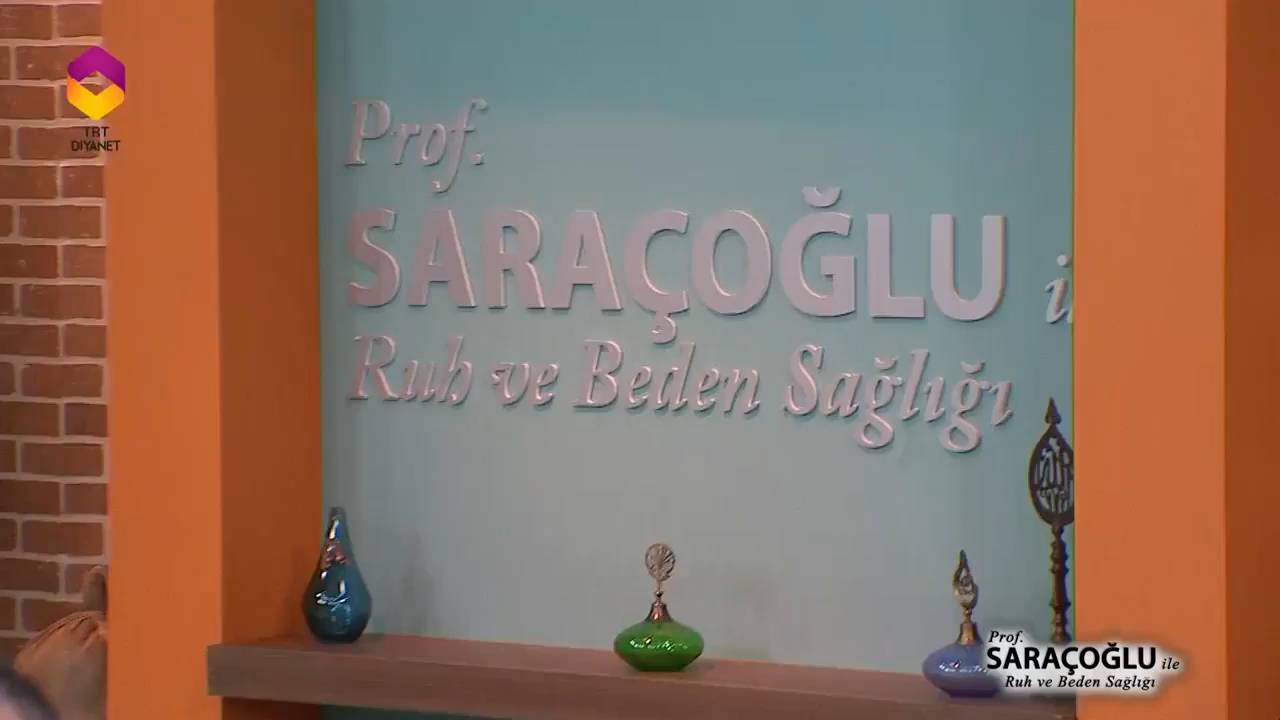 TRT
DİYANET
Prof.
SARAÇOĞLU i
Ruh ve Beden Sağlığı
Prof.
SARAÇOĞLU ile
Ruh ve Beden Sağlığı